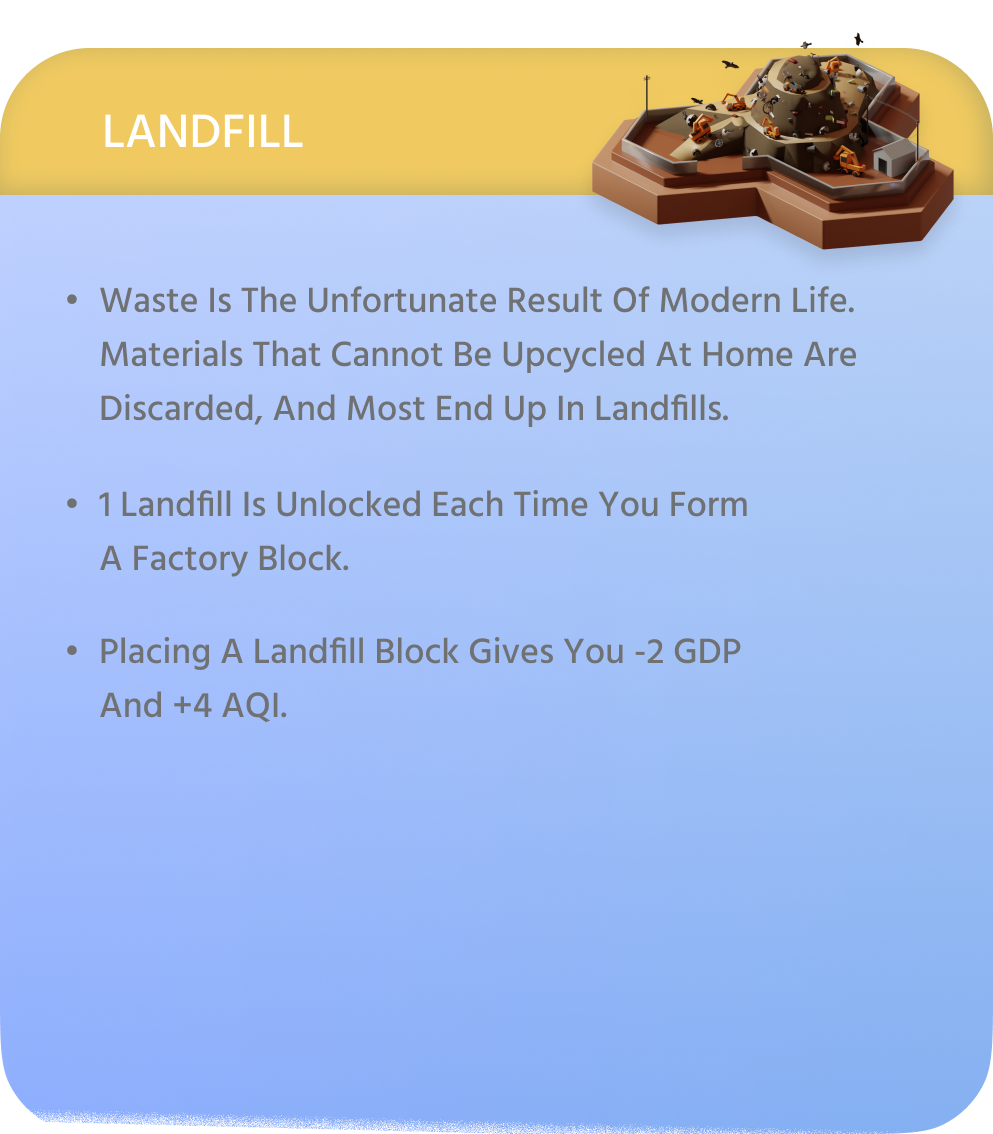 LANDFILL
• Waste Is The Unfortunate Result Of Modern Life.
Materials That Cannot Be Upcycled At Home Are
Discarded, And Most End Up In Landfills.
• 1 Landfill Is Unlocked Each Time You Form
A Factory Block.
• Placing A Landfill Block Gives You -2 GDP
And +4 AQI.